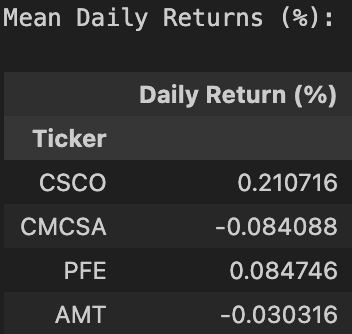 Mean Daily Returns (%):
Daily Return (%)
Ticker
CSCO 0.210716
CMCSA -0.084088
PFE 0.084746
AMT -0.030316